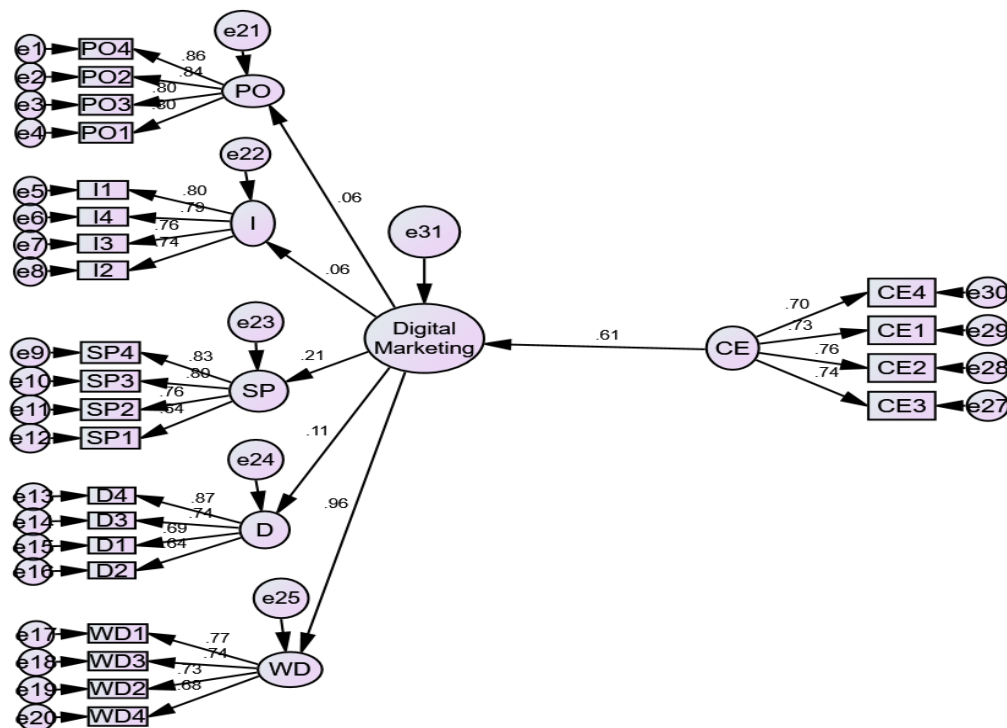 e21
e1 PO4 .86
e2 PO2 .84 PO
e3 PO3 .80
e4 PO1 .80
e22
e5 I1 .80
e6 I4 .79 I
e7 I3 .76
e8 I2 .74
.06
.06
e31
e23
e9 SP4 .83
e10 SP3 .80 SP
e11 SP2 .76
e12 SP1
.21
Digital
Marketing
.61
CE
.70 CE4 e30
.73 CE1 e29
.76 CE2 e28
.74 CE3 e27
e24
.11
e13 D4 .87
e14 D3 .74 D
e15 D1 .69
e16 D2 .64
.96
e25
e17 WD1 .77
e18 WD3 .74 WD
e19 WD2 .73
e20 WD4 .68